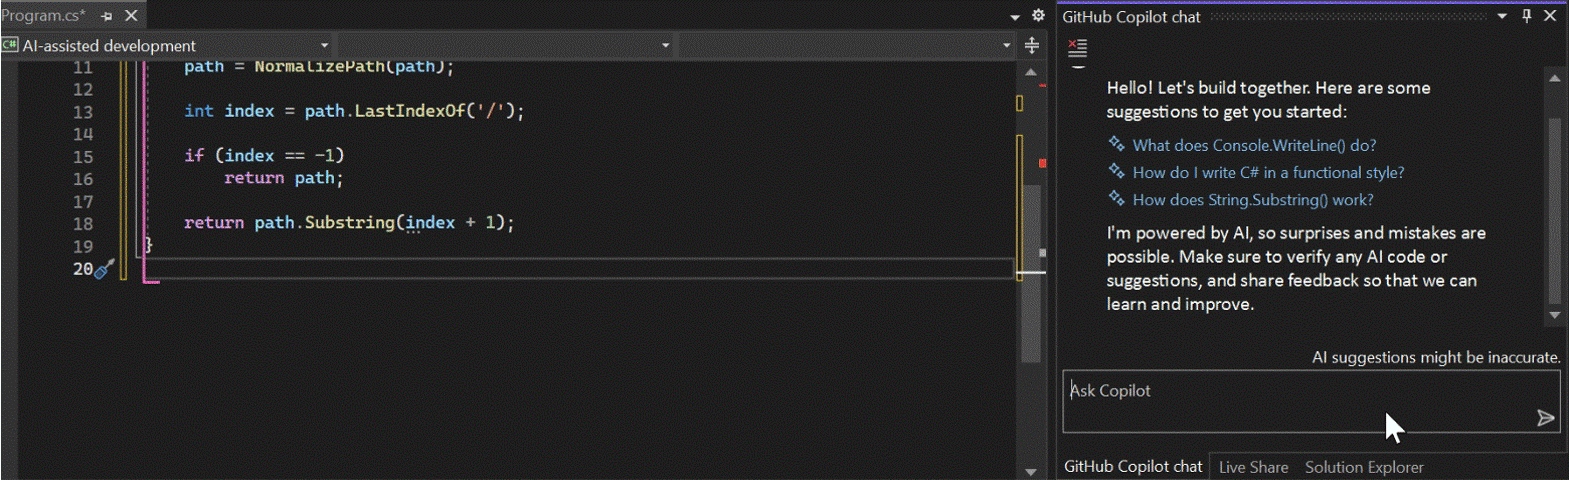 Program.cs*
C# AI-assisted development
11 path = NormalizePath(path);
12
13 int index = path.LastIndexOf('/');
14
15 if (index == -1)
16 return path;
17
18 return path.Substring(index + 1);
19 }
20
GitHub Copilot chat
Hello! Let's build together. Here are some
suggestions to get you started:
What does Console.WriteLine() do?
How do I write C# in a functional style?
How does String.Substring() work?
I'm powered by AI, so surprises and mistakes are
possible. Make sure to verify any AI code or
suggestions, and share feedback so that we can
learn and improve.
AI suggestions might be inaccurate.
Ask Copilot
GitHub Copilot chat Live Share Solution Explorer